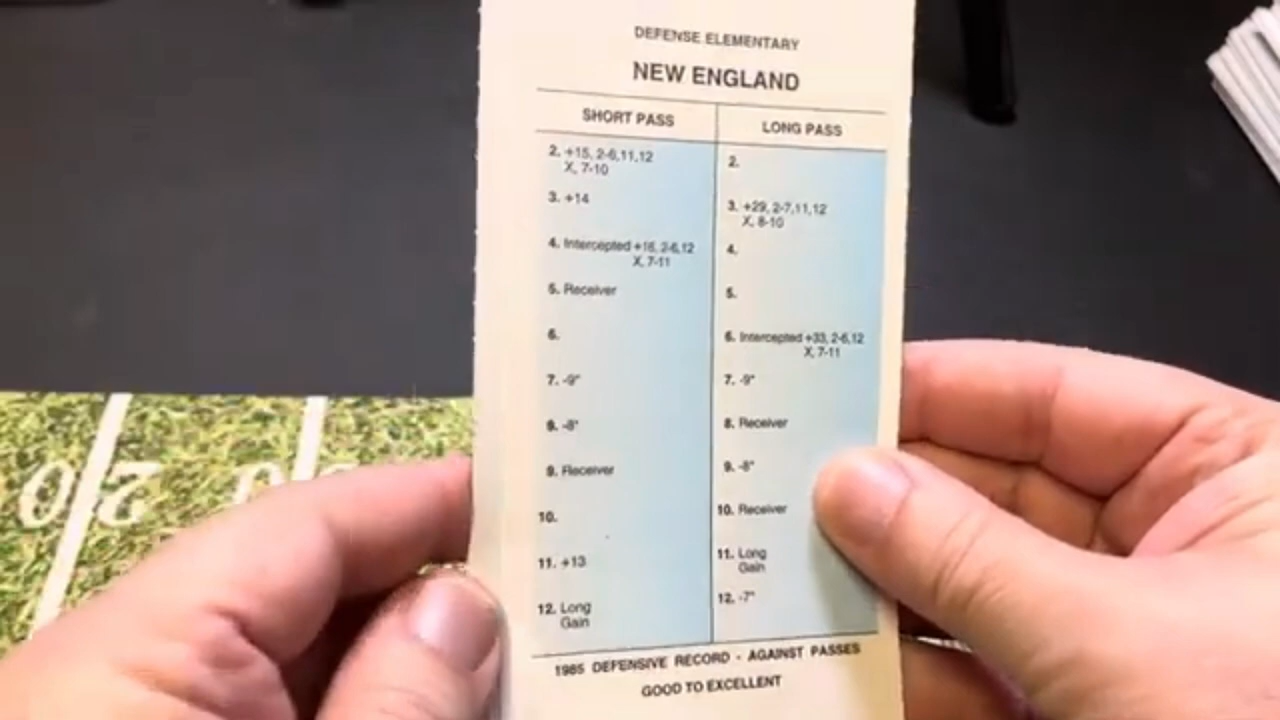 DEFENSE ELEMENTARY
NEW ENGLAND
SHORT PASS
2. +15, 2-6,11,12
X, 7-10
3. +14
4. Intercepted +16, 2-6,12
X, 7-11
5. Receiver
6.
7. -9*
8. -8*
9. Receiver
10.
11. +13
12. Long
Gain
LONG PASS
2.
3. +29, 2-7,11,12
X, 8-10
4.
5.
6. Intercepted +33, 2-6,12
X, 7-11
7. -9*
8. Receiver
9. -8*
10. Receiver
11. Long
Gain
12. -7*
1985 DEFENSIVE RECORD - AGAINST PASSES
GOOD TO EXCELLENT
20